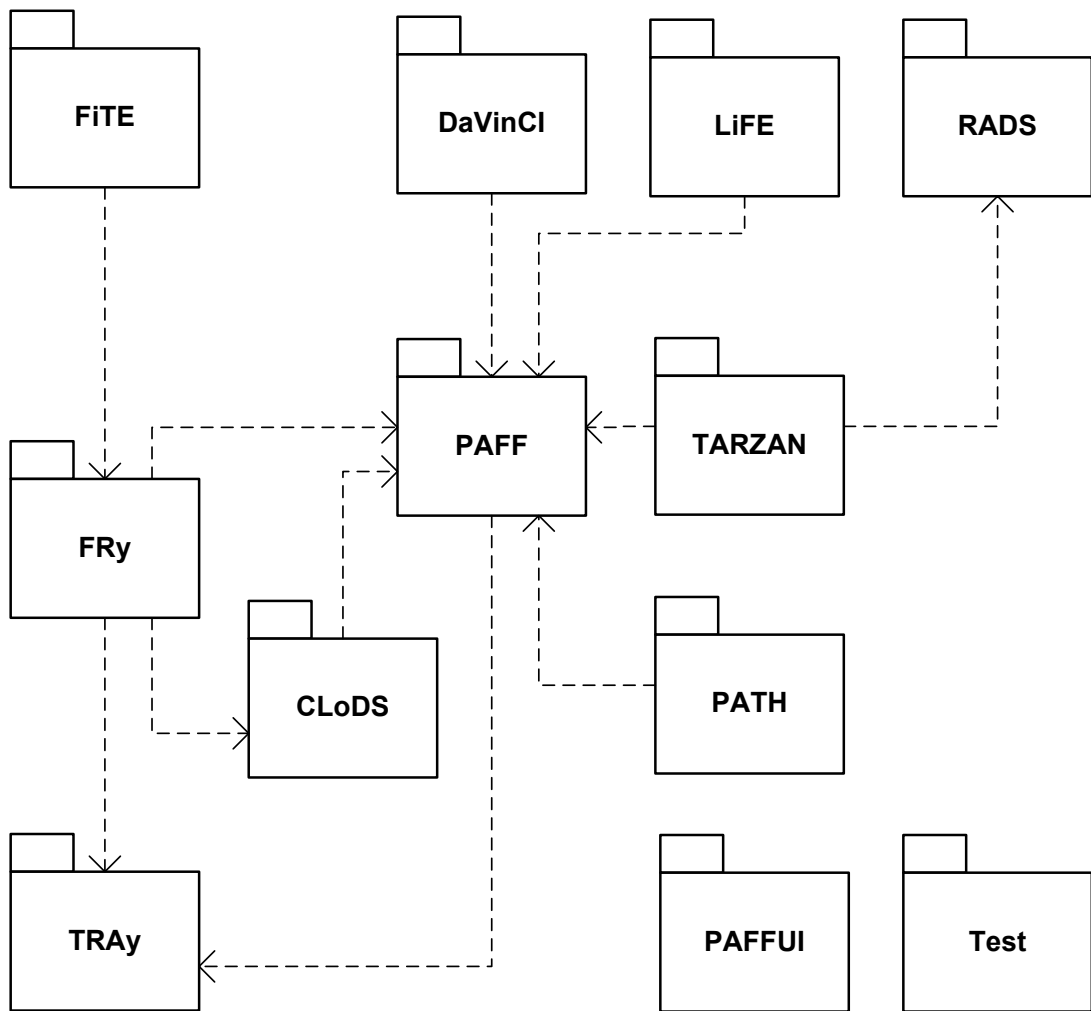 FiTE
DaVinCI
LiFE
RADS
PAFF
TARZAN
FRy
CLoDS
PATH
TRAy
PAFFUI
Test